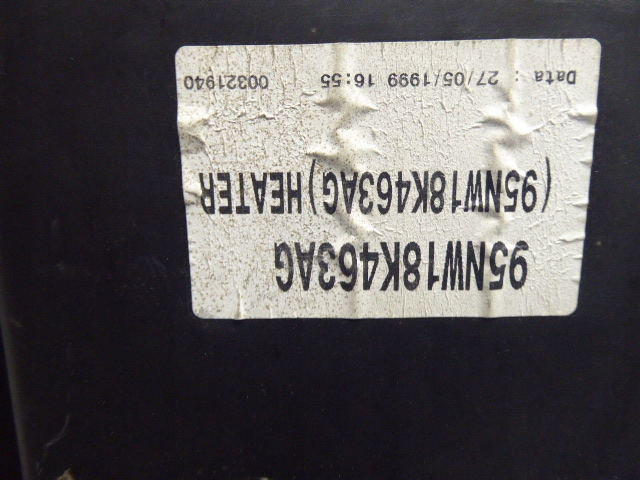 95NW18K463AG
(95NW18K463AG)HEATER
Data : 27/05/1999 16:55 00321940